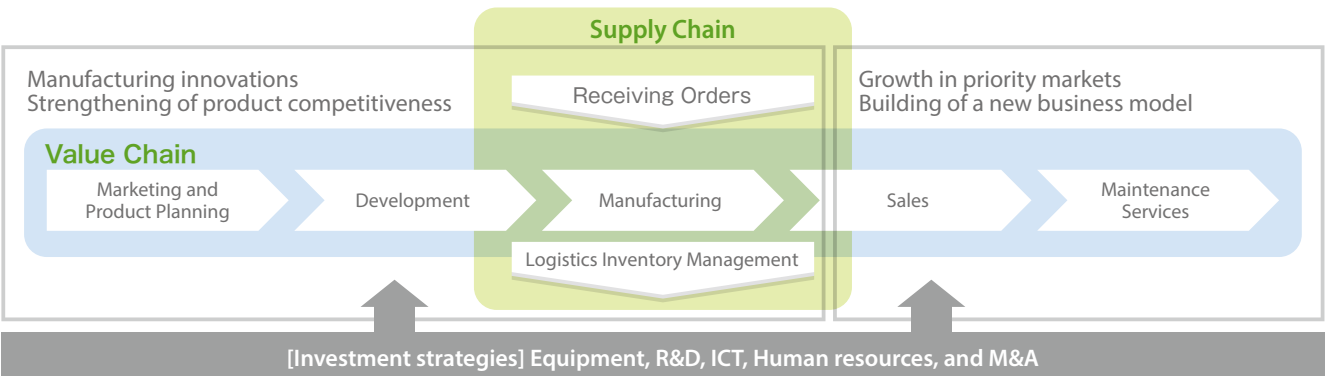 Supply Chain
Manufacturing innovations
Strengthening of product competitiveness
Receiving Orders
Growth in priority markets
Building of a new business model
Value Chain
Marketing and
Product Planning
Development
Manufacturing
Sales
Maintenance
Services
Logistics Inventory Management
[Investment strategies] Equipment, R&D, ICT, Human resources, and M&A